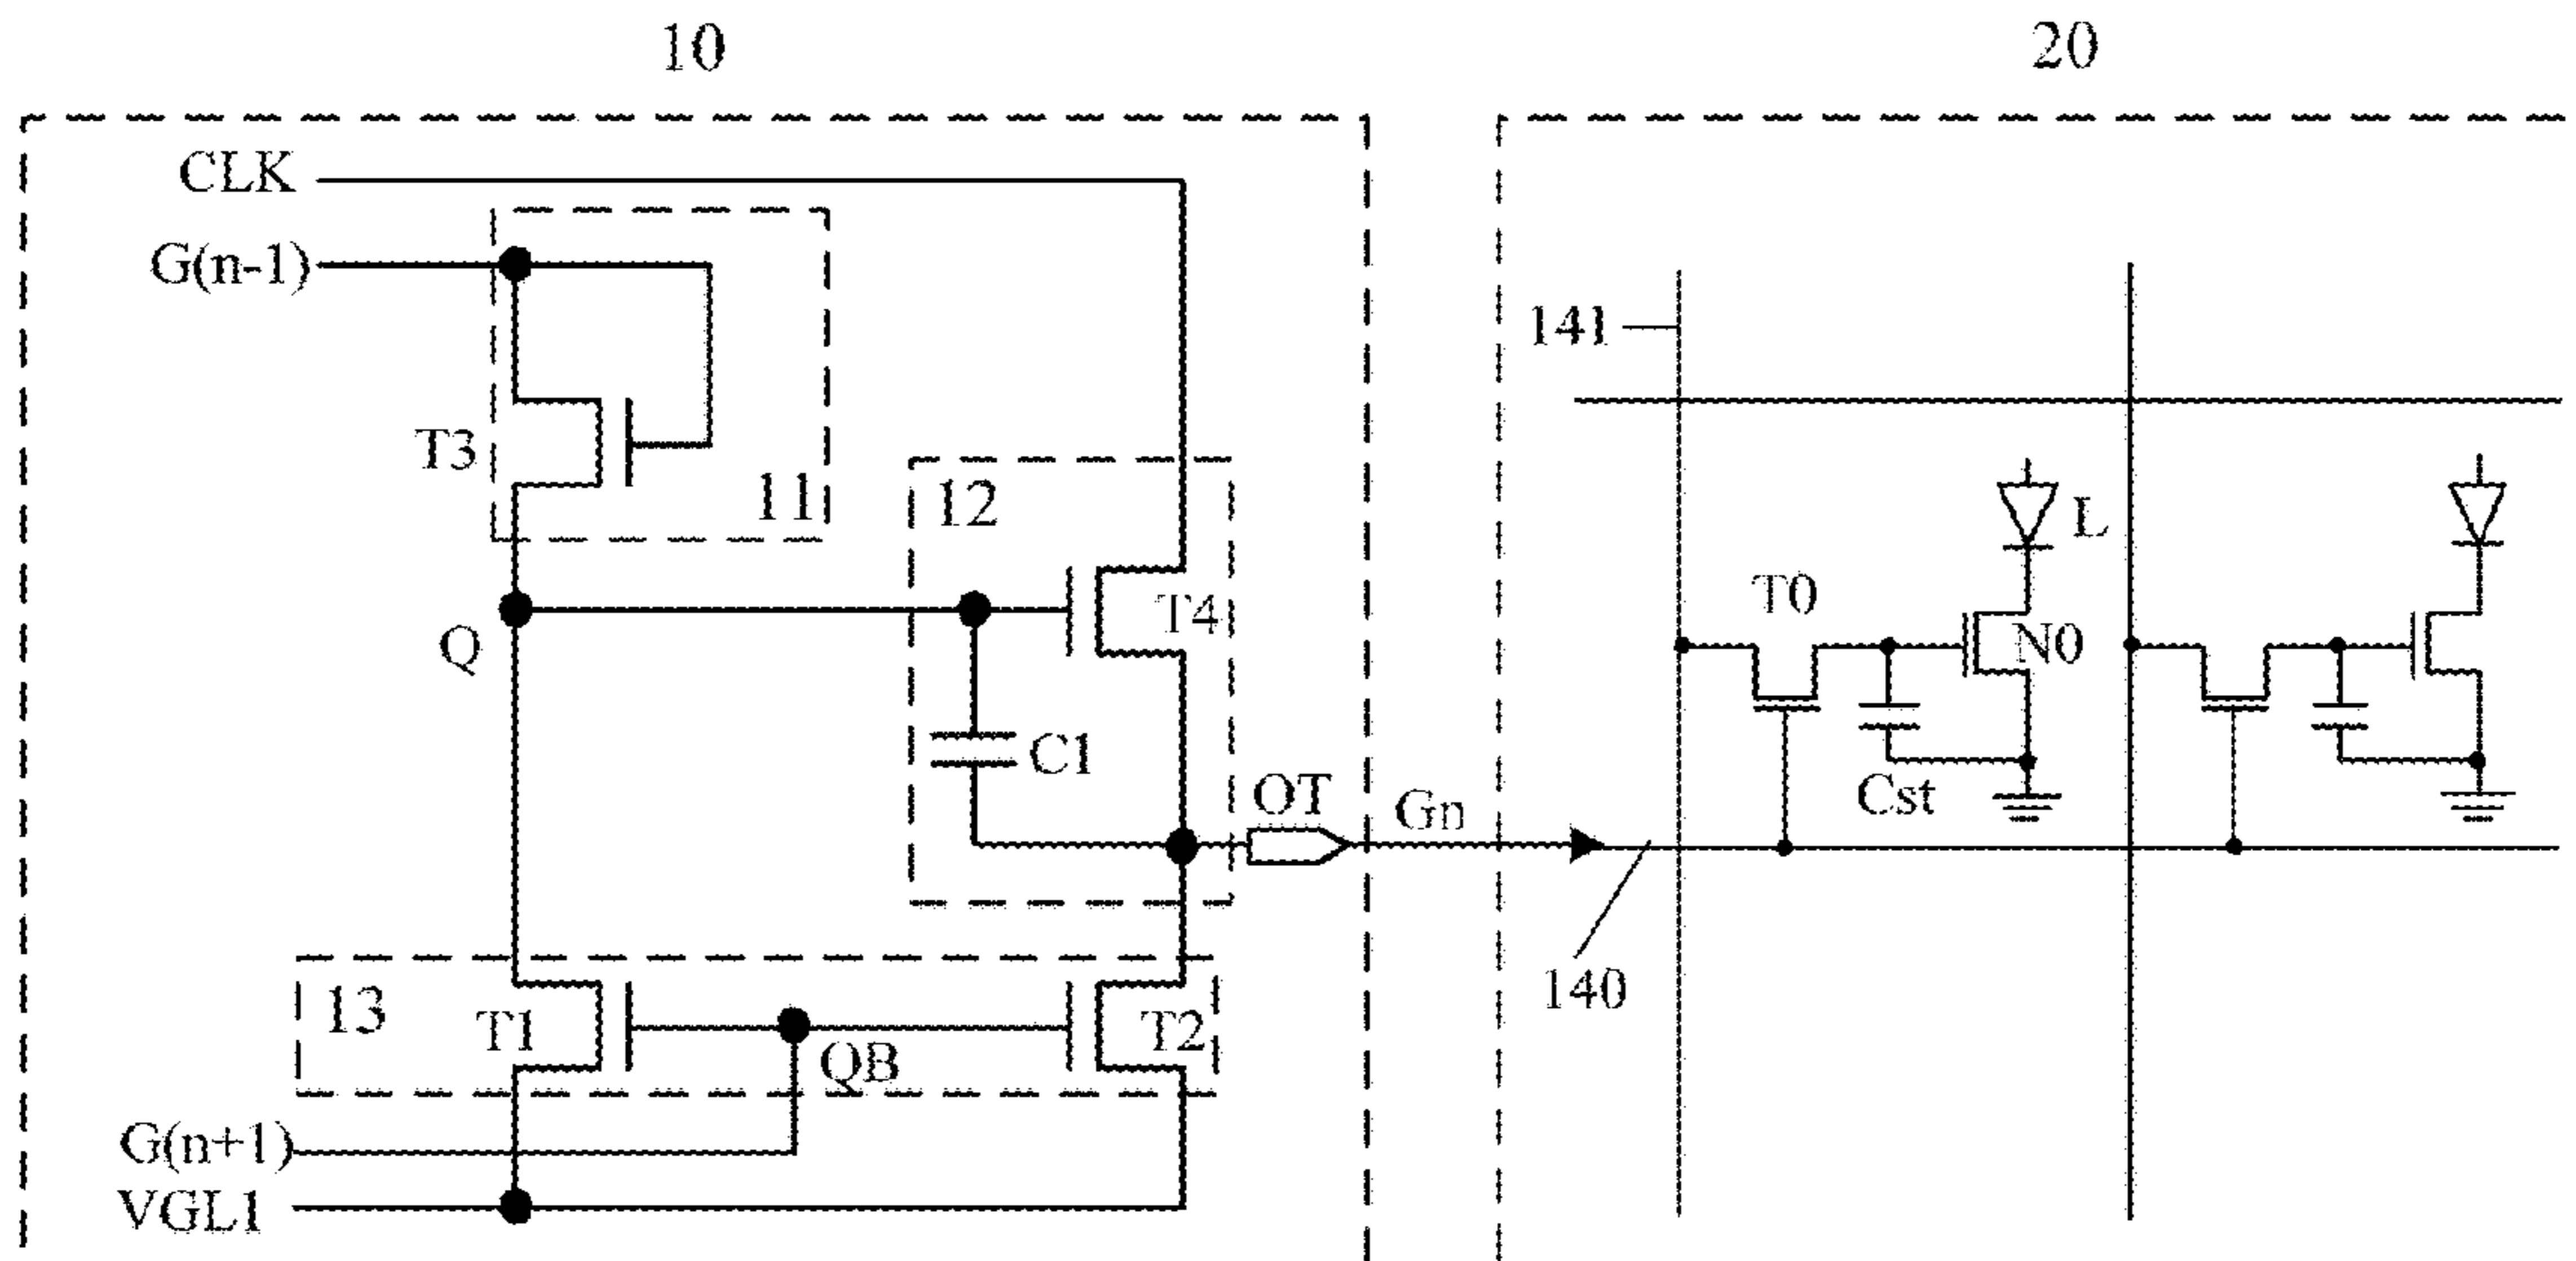 10
20
CLK
G(n-1)
141
T3
11
12
L
T0
T4
Q
N0
C1
OT
Gn
Cst
140
13
T1
T2
QB
G(n+1)
VGL1